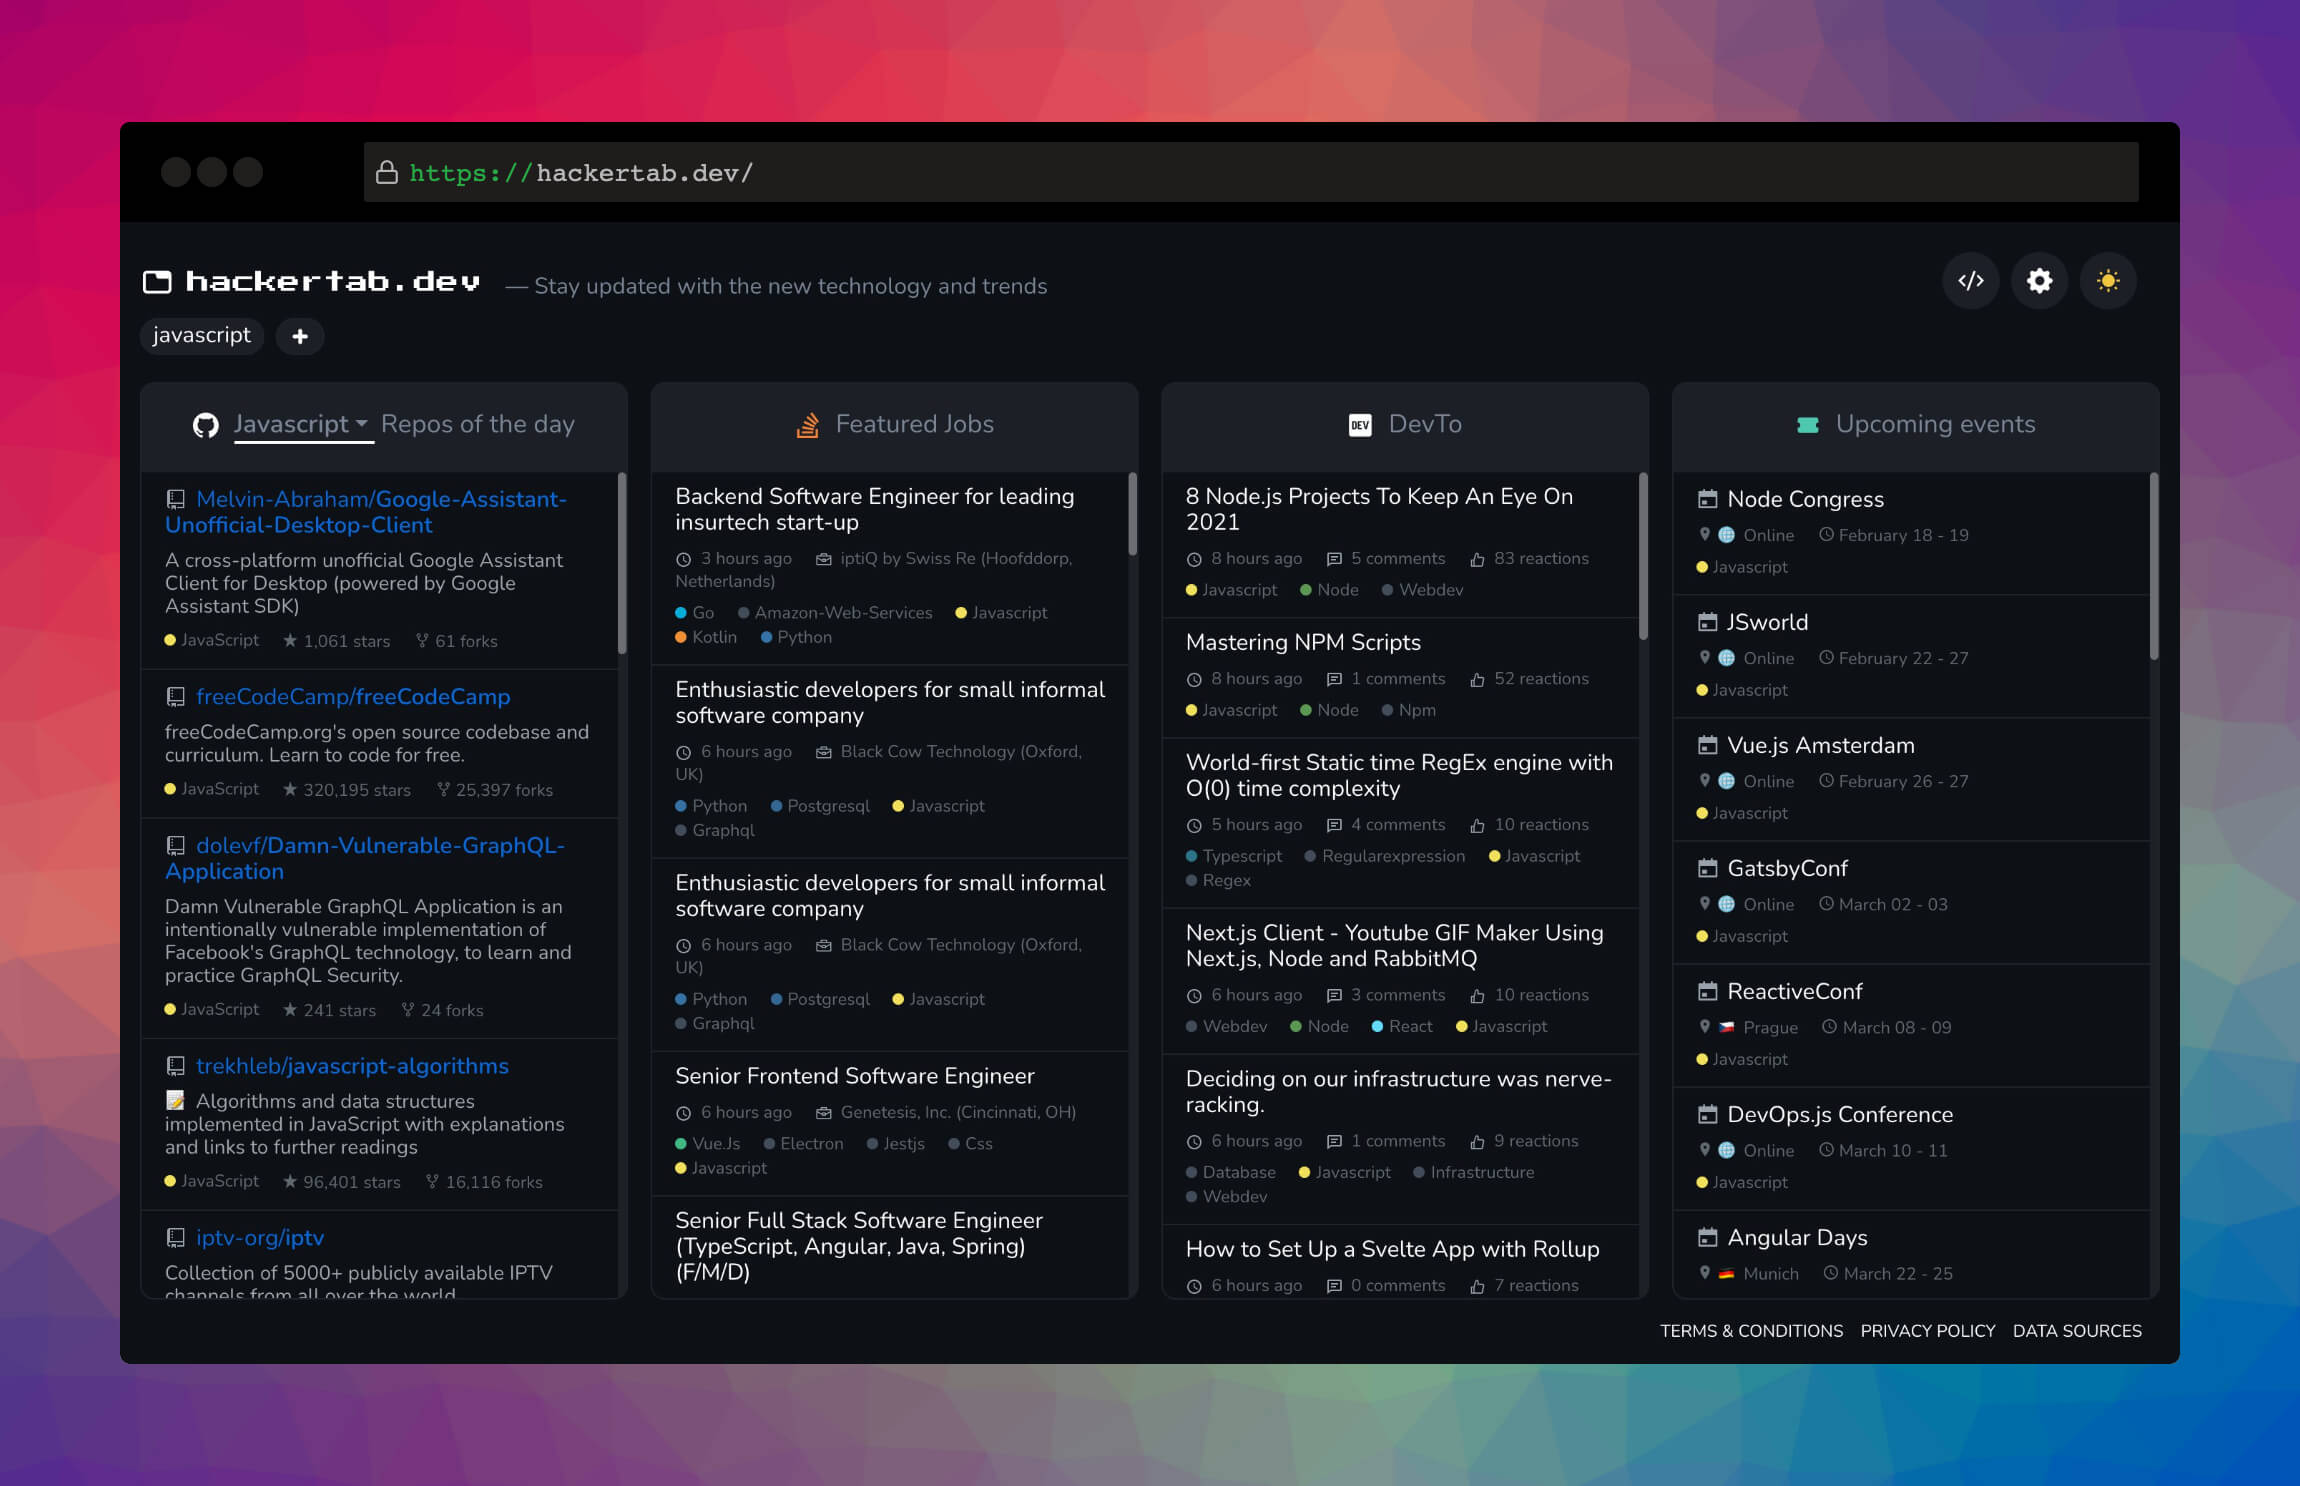 https://hackertab.dev/
hackertab.dev — Stay updated with the new technology and trends
javascript
Javascript Repos of the day
Melvin-Abraham/Google-Assistant-
Unofficial-Desktop-Client
A cross-platform unofficial Google Assistant
Client for Desktop (powered by Google
Assistant SDK)
JavaScript 1,061 stars 61 forks
freeCodeCamp/freeCodeCamp
freeCodeCamp.org's open source codebase and
curriculum. Learn to code for free.
JavaScript 320,195 stars 25,397 forks
dolevf/Damn-Vulnerable-GraphQL-
Application
Damn Vulnerable GraphQL Application is an
intentionally vulnerable implementation of
Facebook's GraphQL technology, to learn and
practice GraphQL Security.
JavaScript 241 stars 24 forks
trekhleb/javascript-algorithms
Algorithms and data structures
implemented in JavaScript with explanations
and links to further readings
JavaScript 96,401 stars 16,116 forks
iptv-org/iptv
Collection of 5000+ publicly available IPTV
channels from all over the world
Featured Jobs
Backend Software Engineer for leading
insurtech start-up
3 hours ago iptiQ by Swiss Re (Hoofddorp,
Netherlands)
Go Amazon-Web-Services Javascript
Kotlin Python
Enthusiastic developers for small informal
software company
6 hours ago Black Cow Technology (Oxford,
UK)
Python Postgresql Javascript
Graphql
Enthusiastic developers for small informal
software company
6 hours ago Black Cow Technology (Oxford,
UK)
Python Postgresql Javascript
Graphql
Senior Frontend Software Engineer
6 hours ago Genetesis, Inc. (Cincinnati, OH)
Vue.Js Electron Jestjs Css
Javascript
Senior Full Stack Software Engineer
(TypeScript, Angular, Java, Spring)
(F/M/D)
DEV DevTo
8 Node.js Projects To Keep An Eye On
2021
8 hours ago 5 comments 83 reactions
Javascript Node Webdev
Mastering NPM Scripts
8 hours ago 1 comments 52 reactions
Javascript Node Npm
World-first Static time RegEx engine with
O(0) time complexity
5 hours ago 4 comments 10 reactions
Typescript Regularexpression Javascript
Regex
Next.js Client - Youtube GIF Maker Using
Next.js, Node and RabbitMQ
6 hours ago 3 comments 10 reactions
Webdev Node React Javascript
Deciding on our infrastructure was nerve-
racking.
6 hours ago 1 comments 9 reactions
Database Javascript Infrastructure
Webdev
How to Set Up a Svelte App with Rollup
6 hours ago 0 comments 7 reactions
Upcoming events
Node Congress
Online February 18 - 19
Javascript
JSworld
Online February 22 - 27
Javascript
Vue.js Amsterdam
Online February 26 - 27
Javascript
GatsbyConf
Online March 02 - 03
Javascript
ReactiveConf
Prague March 08 - 09
Javascript
DevOps.js Conference
Online March 10 - 11
Javascript
Angular Days
Munich March 22 - 25
TERMS & CONDITIONS PRIVACY POLICY DATA SOURCES